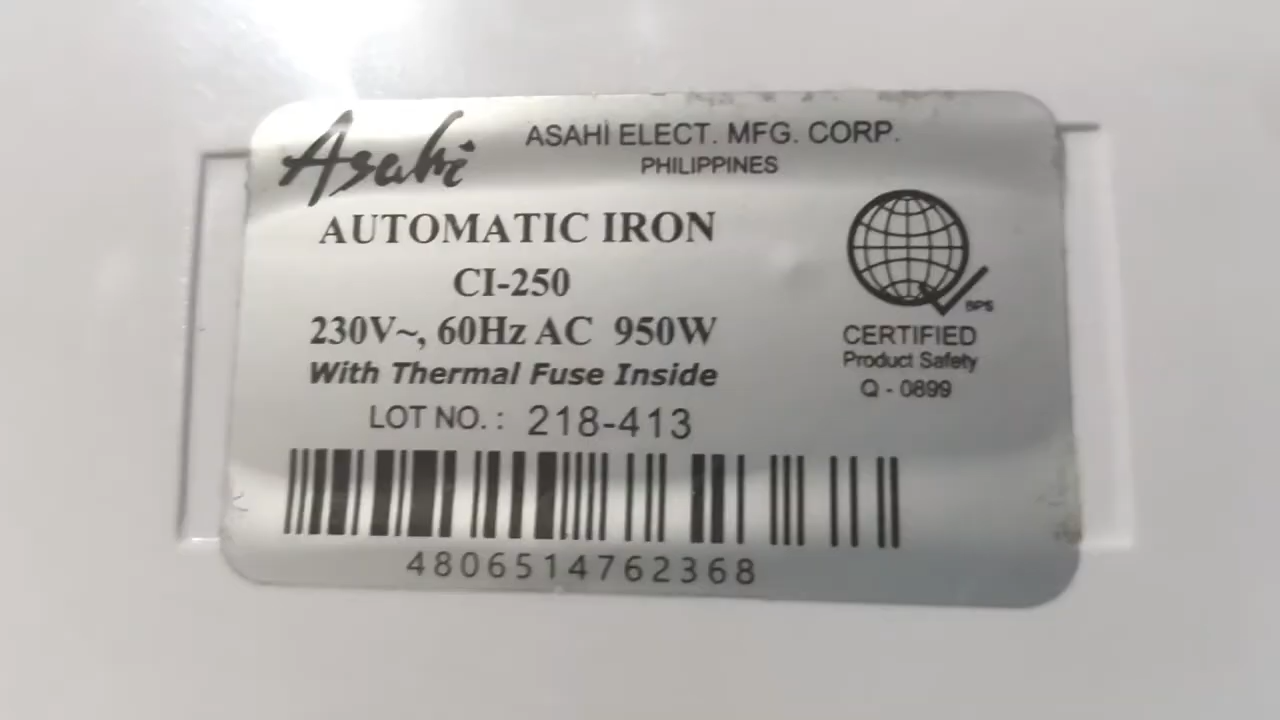 Asahi
ASAHI ELECT. MFG. CORP.
PHILIPPINES
AUTOMATIC IRON
CI-250
230V~, 60Hz AC 950W
With Thermal Fuse Inside
LOT NO. : 218-413
4806514762368
BPS
CERTIFIED
Product Safety
Q - 0899